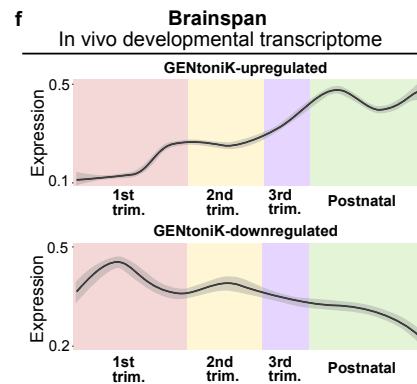 f
Brainspan
In vivo developmental transcriptome
GENtoniK-upregulated
0.5
Expression
0.1
1st trim.
2nd trim.
3rd trim.
Postnatal
GENtoniK-downregulated
0.5
Expression
0.2
1st trim.
2nd trim.
3rd trim.
Postnatal